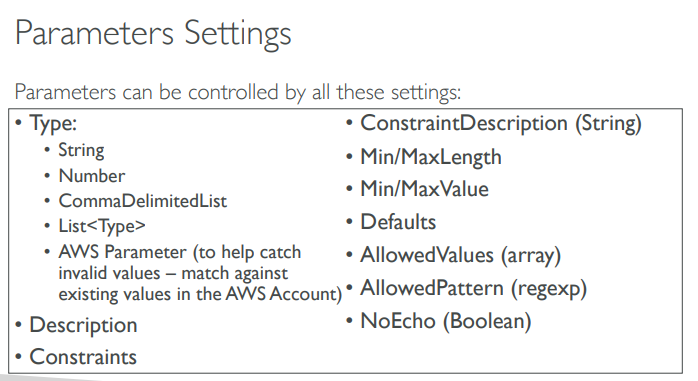 Parameters Settings
Parameters can be controlled by all these settings:
• Type:
• String
• Number
• CommaDelimitedList
• List<Type>
• AWS Parameter (to help catch
invalid values – match against
existing values in the AWS Account)
• Description
• Constraints
• ConstraintDescription (String)
• Min/MaxLength
• Min/MaxValue
• Defaults
• AllowedValues (array)
• AllowedPattern (regexp)
• NoEcho (Boolean)